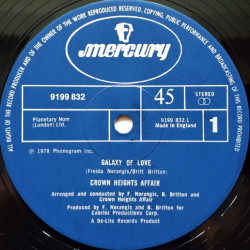 ALL RIGHTS OF THE RECORD PRODUCER AND OF THE OWNER OF THE WORK REPRODUCED RESERVED. COPYING, PUBLIC PERFORMANCE AND BROADCASTING OF THIS RECORD PROHIBITED
mercury
9199 832
45
STEREO
Planetary Nom
(London) Ltd.
9199 832.1
Made in England
1
℗ 1978 Phonogram Inc.
GALAXY OF LOVE
(Freida Nerangis/Britt Britton)
CROWN HEIGHTS AFFAIR
Arranged and conducted by F. Nerangis, B. Britton and
Crown Heights Affair
Produced by F. Nerangis and B. Britton for
Cabrini Productions Corp.
A De-Lite Records Product